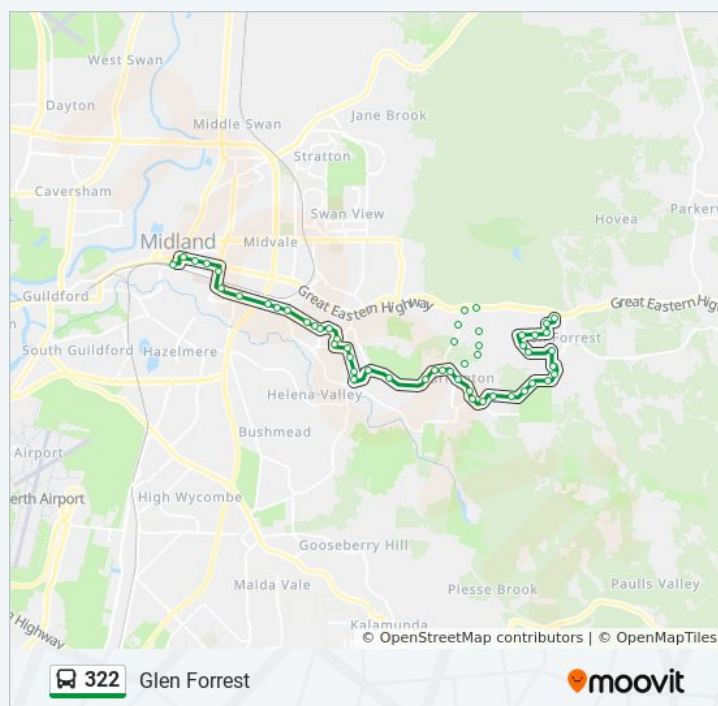 West Swan
Dayton
Jane Brook
Middle Swan
Stratton
Caversham
Swan View
Hovea
Parkerv
Midland
Midvale
Guildford
Great Eastern Highway
Great Eastern High
South Guildford
Hazelmere
Forrest
Helena Valley
Bushmead
Airport
erth Airport
High Wycombe
Gooseberry Hill
Maida Vale
Piesse Brook
Paulls Valley
Highway
Kalamunda
© OpenStreetMap contributors | © OpenMapTiles
322 Glen Forrest
moovit